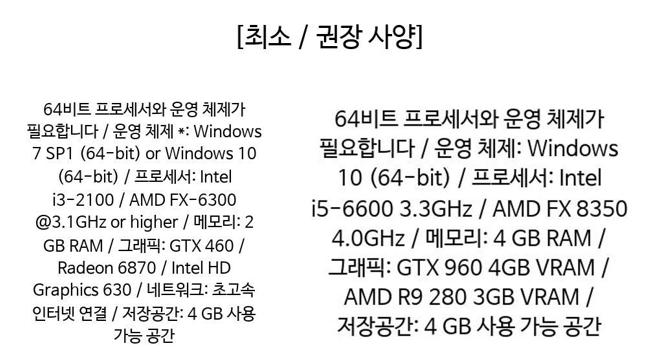 [최소 / 권장 사양]
64비트 프로세서와 운영 체제가
필요합니다 / 운영 체제 *: Windows
7 SP1 (64-bit) or Windows 10
(64-bit) / 프로세서: Intel
i3-2100 / AMD FX-6300
@3.1GHz or higher / 메모리: 2
GB RAM / 그래픽: GTX 460 /
Radeon 6870 / Intel HD
Graphics 630 / 네트워크: 초고속
인터넷 연결 / 저장공간: 4 GB 사용
가능 공간
64비트 프로세서와 운영 체제가
필요합니다 / 운영 체제: Windows
10 (64-bit) / 프로세서: Intel
i5-6600 3.3GHz / AMD FX 8350
4.0GHz / 메모리: 4 GB RAM /
그래픽: GTX 960 4GB VRAM /
AMD R9 280 3GB VRAM /
저장공간: 4 GB 사용 가능 공간